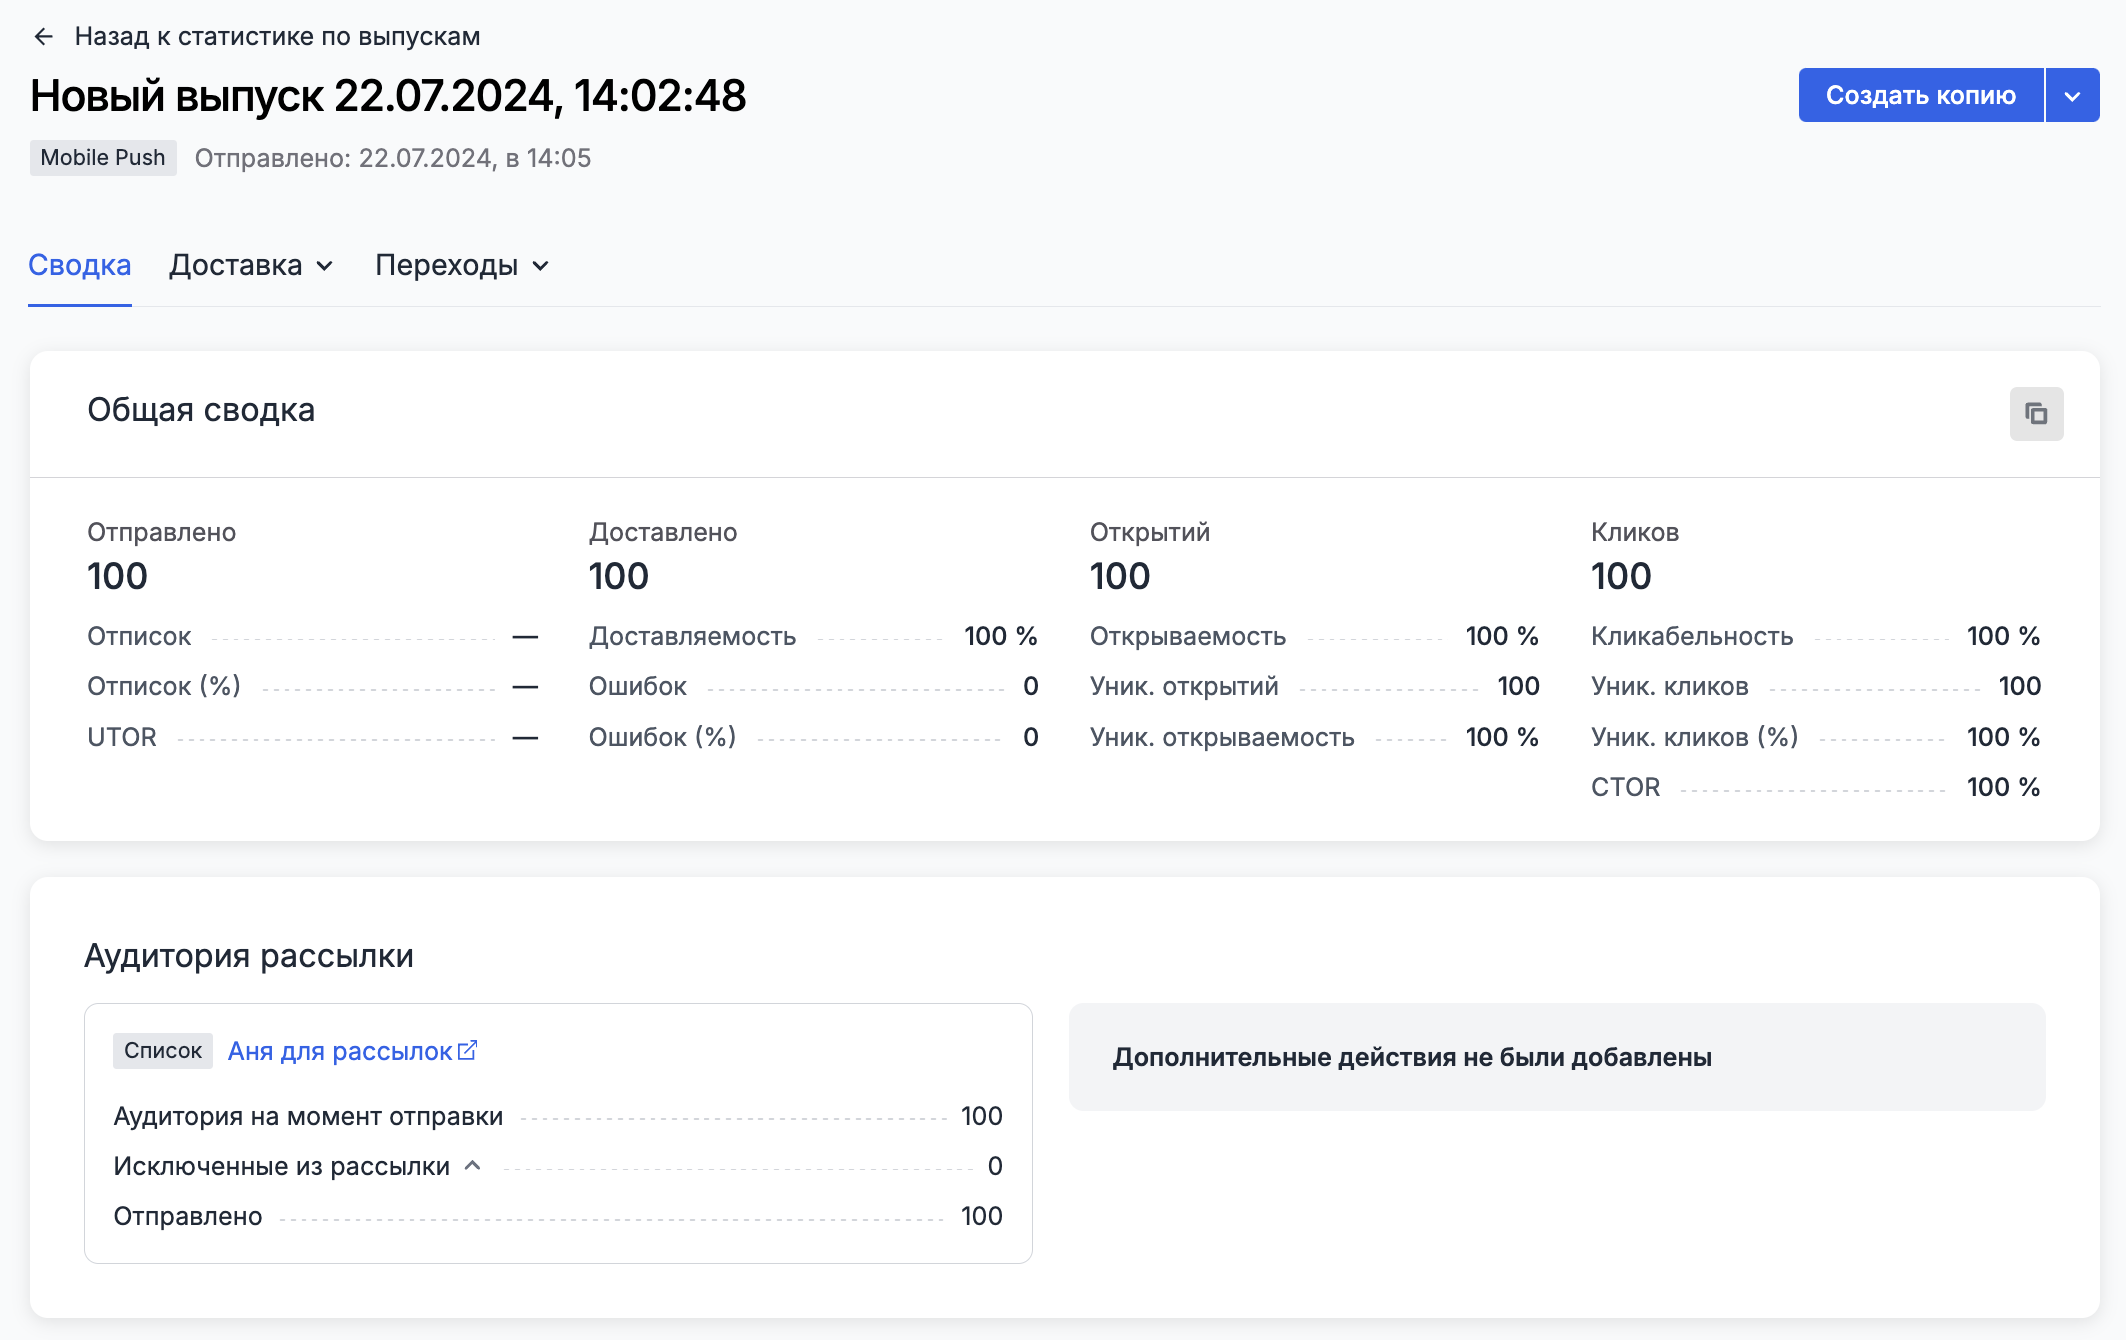 Назад к статистике по выпускам
Новый выпуск 22.07.2024, 14:02:48
Создать копию
Mobile Push Отправлено: 22.07.2024, в 14:05
Сводка Доставка Переходы
Общая сводка
Отправлено
100
Отписок —
Отписок (%) —
UTOR —
Доставлено
100
Доставляемость 100 %
Ошибок 0
Ошибок (%) 0
Открытий
100
Открываемость 100 %
Уник. открытий 100
Уник. открываемость 100 %
Кликов
100
Кликабельность 100 %
Уник. кликов 100
Уник. кликов (%) 100 %
CTOR 100 %
Аудитория рассылки
Список Аня для рассылок
Аудитория на момент отправки 100
Исключенные из рассылки 0
Отправлено 100
Дополнительные действия не были добавлены